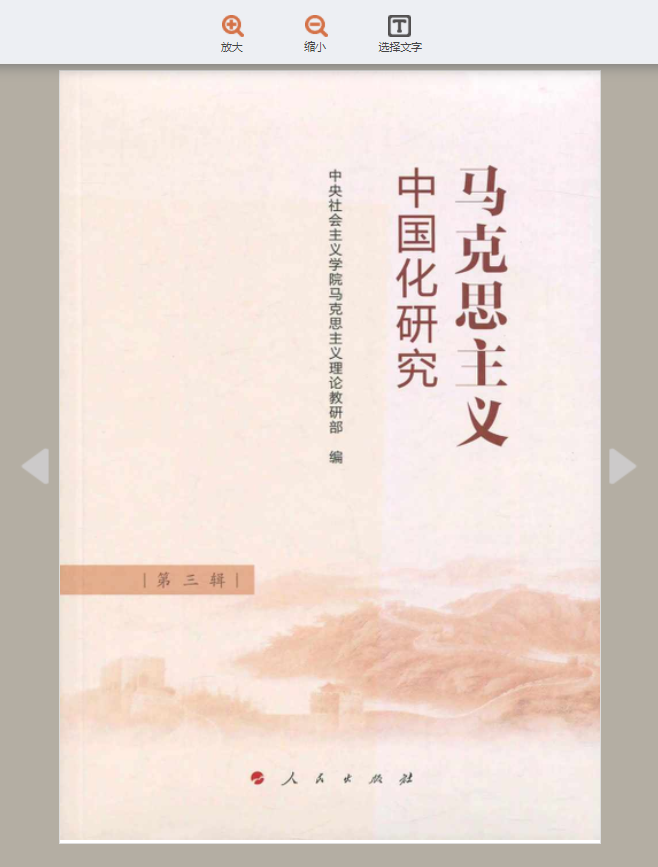 放大
缩小
选择文字
马克思主义
中国化研究
中央社会主义学院马克思主义理论教研部 编
第三辑
人民出版社